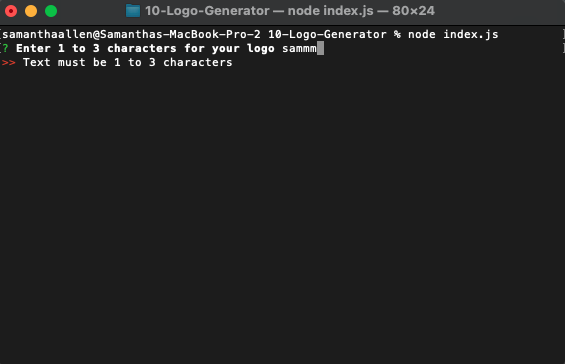 10-Logo-Generator — node index.js — 80×24
[samanthaallen@Samanthas-MacBook-Pro-2 10-Logo-Generator % node index.js ]
[? Enter 1 to 3 characters for your logo sammm ]
>> Text must be 1 to 3 characters